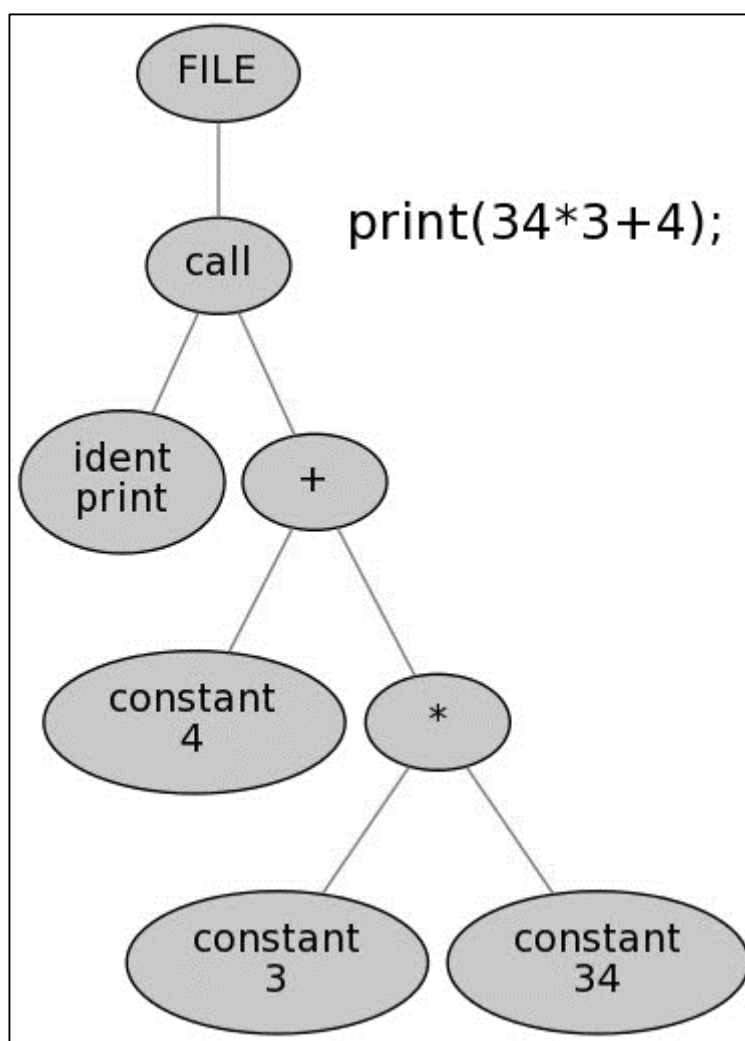 FILE
print(34*3+4);
call
ident
print
+
constant
4
*
constant
3
constant
34